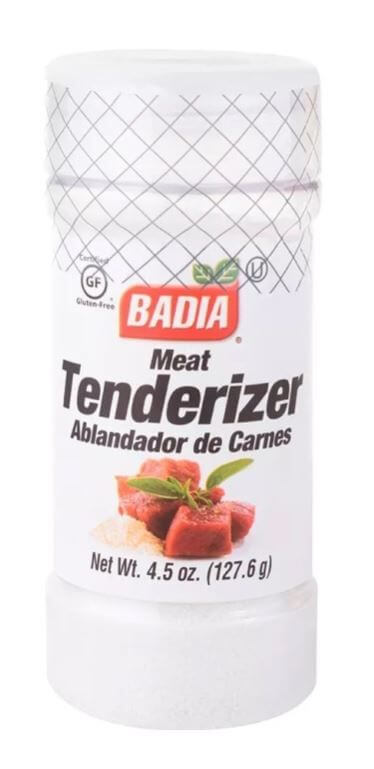 Certified
GF
Gluten-Free
U
BADIA
®
Meat
Tenderizer
Ablandador de Carnes
Net Wt. 4.5 oz. (127.6 g)